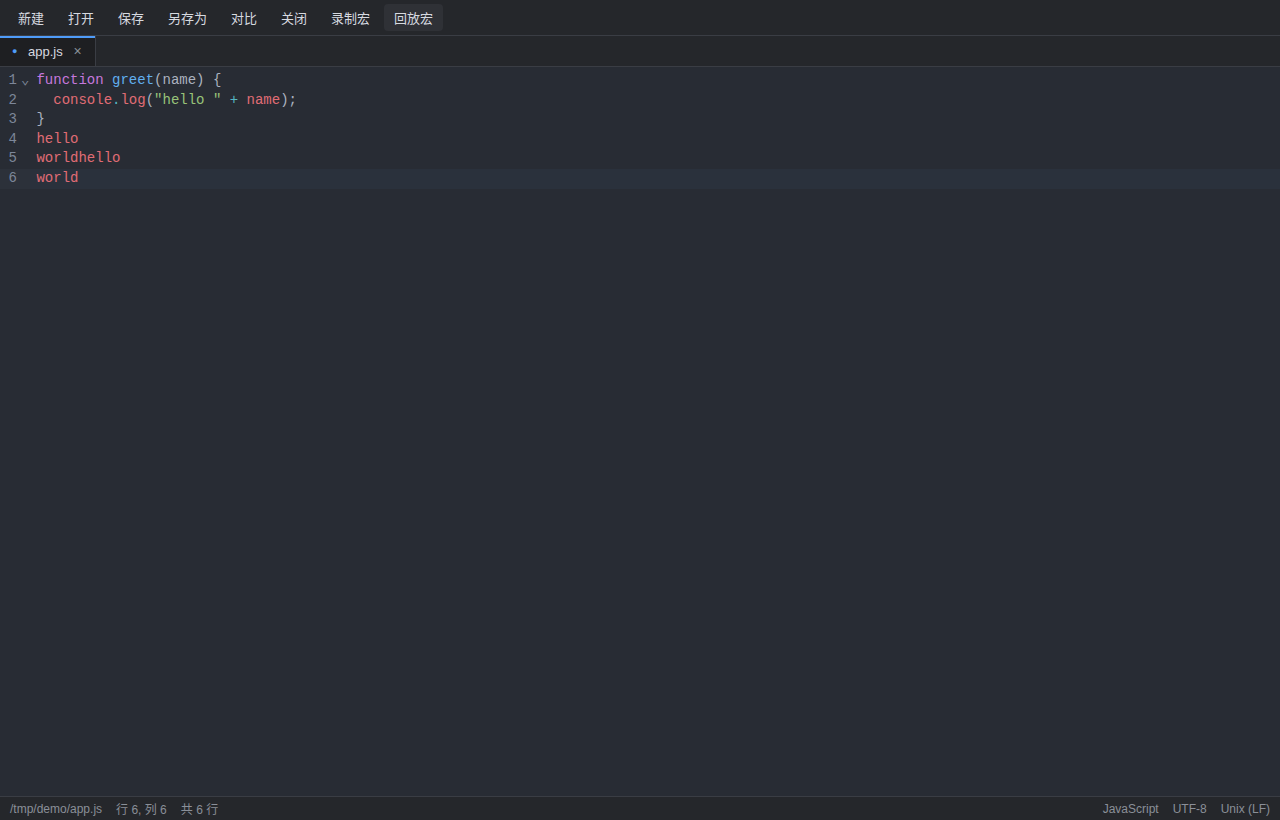 新建 打开 保存 另存为 对比 关闭 录制宏 回放宏
● app.js ×
1 function greet(name) {
2   console.log("hello " + name);
3 }
4 hello
5 worldhello
6 world
/tmp/demo/app.js 行 6, 列 6 共 6 行 JavaScript UTF-8 Unix (LF)